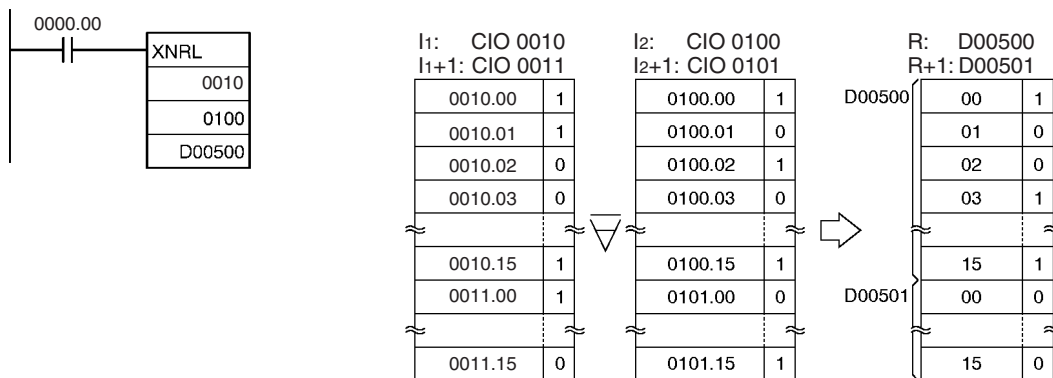 0000.00
XNRL
0010
0100
D00500
I1: CIO 0010
I1+1: CIO 0011
0010.00 1
0010.01 1
0010.02 0
0010.03 0
0010.15 1
0011.00 1
0011.15 0
I2: CIO 0100
I2+1: CIO 0101
0100.00 1
0100.01 0
0100.02 1
0100.03 0
0100.15 1
0101.00 0
0101.15 1
R: D00500
R+1: D00501
D00500
00 1
01 0
02 0
03 1
15 1
D00501
00 0
15 0